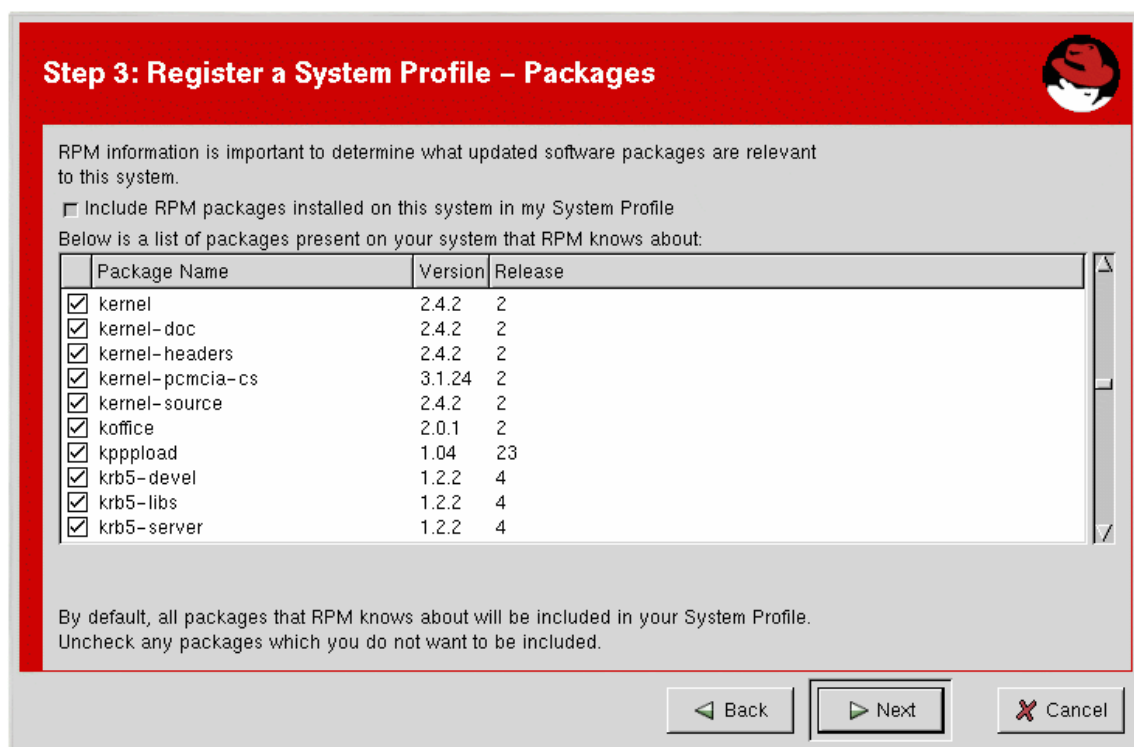 Step 3: Register a System Profile – Packages
RPM information is important to determine what updated software packages are relevant
to this system.
Include RPM packages installed on this system in my System Profile
Below is a list of packages present on your system that RPM knows about:
Package Name Version Release
kernel 2.4.2 2
kernel-doc 2.4.2 2
kernel-headers 2.4.2 2
kernel-pcmcia-cs 3.1.24 2
kernel-source 2.4.2 2
koffice 2.0.1 2
kpppload 1.04 23
krb5-devel 1.2.2 4
krb5-libs 1.2.2 4
krb5-server 1.2.2 4
By default, all packages that RPM knows about will be included in your System Profile.
Uncheck any packages which you do not want to be included.
Back Next Cancel